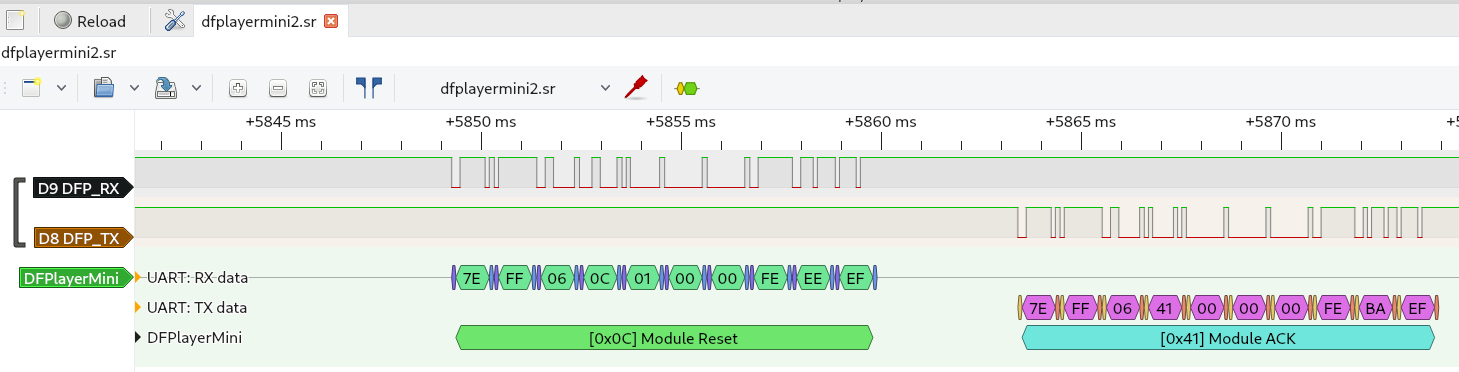 Reload dfplayermini2.sr
dfplayermini2.sr
dfplayermini2.sr
+5845 ms +5850 ms +5855 ms +5860 ms +5865 ms +5870 ms
D9 DFP_RX
D8 DFP_TX
DFPlayerMini UART: RX data 7E FF 06 0C 01 00 00 FE EE EF
UART: TX data 7E FF 06 41 00 00 00 FE BA EF
DFPlayerMini [0x0C] Module Reset [0x41] Module ACK